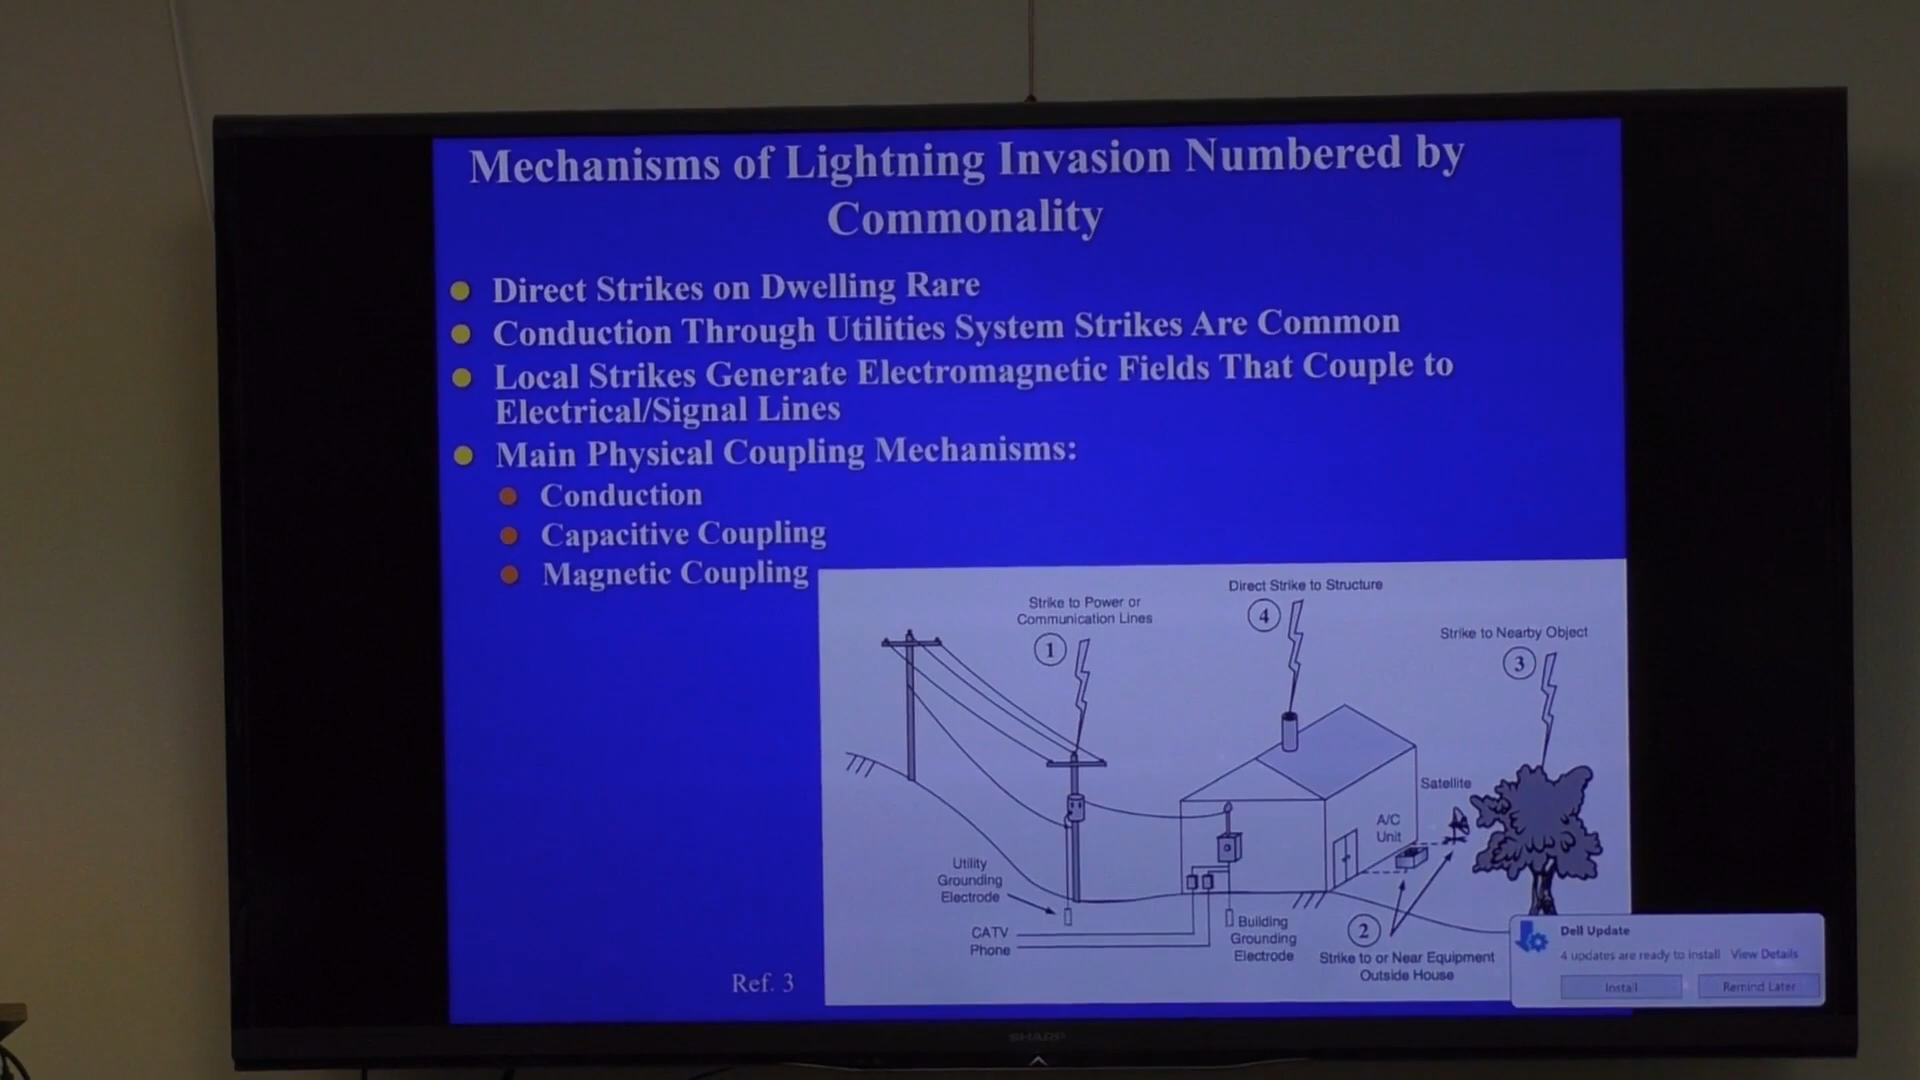 Mechanisms of Lightning Invasion Numbered by
Commonality
Direct Strikes on Dwelling Rare
Conduction Through Utilities System Strikes Are Common
Local Strikes Generate Electromagnetic Fields That Couple to
Electrical/Signal Lines
Main Physical Coupling Mechanisms:
Conduction
Capacitive Coupling
Magnetic Coupling
Direct Strike to Structure
4
Strike to Power or
Communication Lines
1
Strike to Nearby Object
3
Satellite
A/C
Unit
Utility
Grounding
Electrode
CATV
Phone
Building
Grounding
Electrode
2
Strike to or Near Equipment
Outside House
Ref. 3
Dell Update
4 updates are ready to install View Details
Install
Remind Later
SHARP